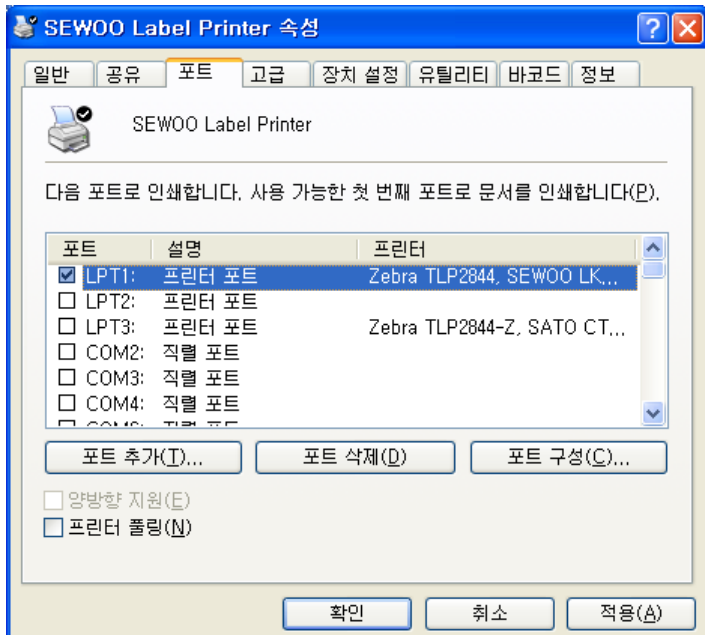 SEWOO Label Printer 속성
일반 공유 포트 고급 장치 설정 유틸리티 바코드 정보
SEWOO Label Printer
다음 포트로 인쇄합니다. 사용 가능한 첫 번째 포트로 문서를 인쇄합니다(P).
포트 설명 프린터
LPT1: 프린터 포트 Zebra TLP2844, SEWOO LK...
LPT2: 프린터 포트
LPT3: 프린터 포트 Zebra TLP2844-Z, SATO CT...
COM2: 직렬 포트
COM3: 직렬 포트
COM4: 직렬 포트
포트 추가(T)... 포트 삭제(D) 포트 구성(C)...
양방향 지원(E)
프린터 풀링(N)
확인 취소 적용(A)